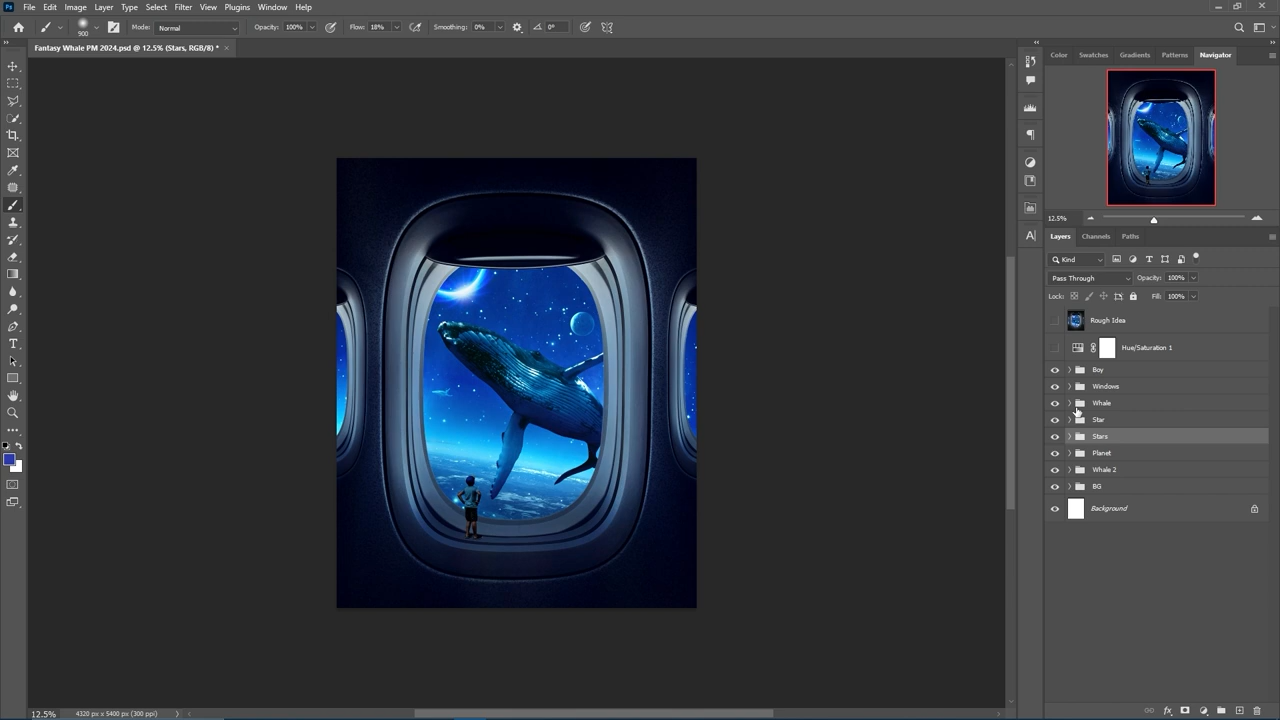 Ps File Edit Image Layer Type Select Filter View Plugins Window Help
900 Mode: Normal Opacity: 100% Flow: 18% Smoothing: 0% 0°
Fantasy Whale PM 2024.psd @ 12.5% (Stars, RGB/8) *
Color Swatches Gradients Patterns Navigator
12.5%
Layers Channels Paths
Kind
Pass Through Opacity: 100%
Lock: Fill: 100%
Rough Idea
Hue/Saturation 1
Boy
Windows
Whale
Star
Stars
Planet
Whale 2
BG
Background
12.5% 4320 px x 5400 px (300 ppi)